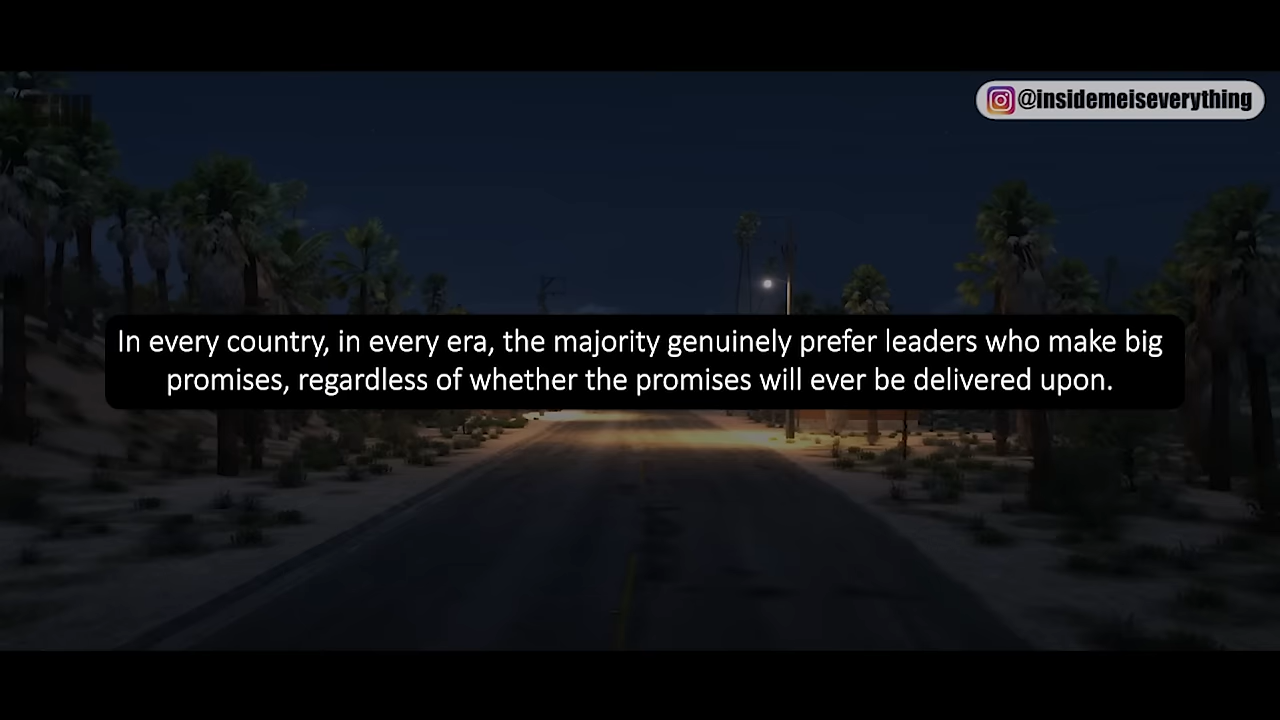 @insidemeiseverything
In every country, in every era, the majority genuinely prefer leaders who make big
promises, regardless of whether the promises will ever be delivered upon.